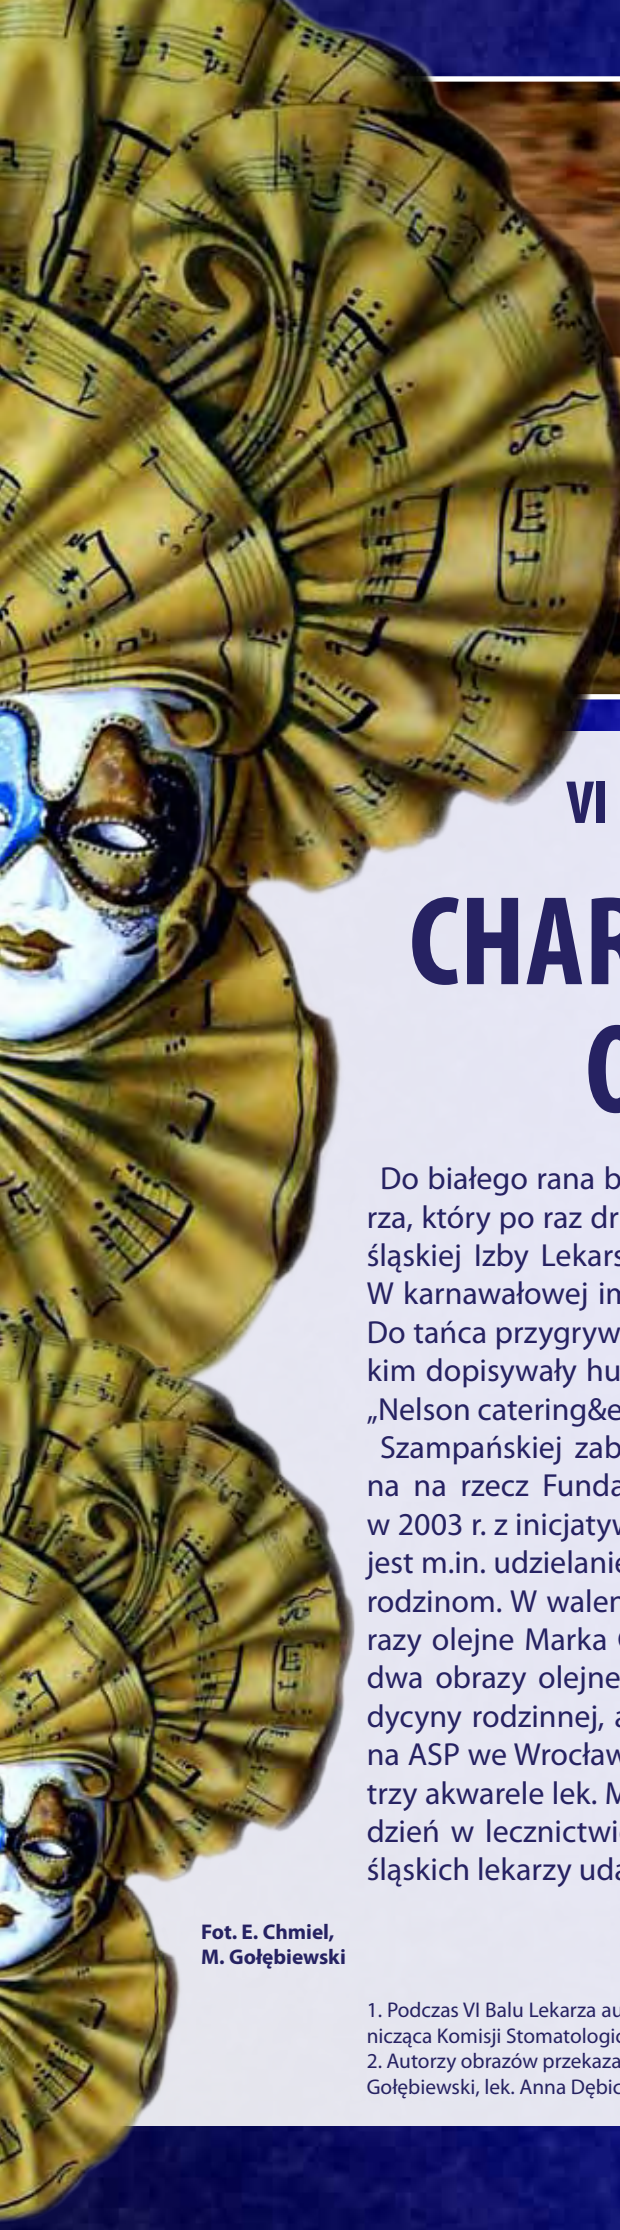 VI
CHAR
O
Do białego rana b
rza, który po raz dr
śląskiej Izby Lekars
W karnawałowej im
Do tańca przygryw
kim dopisywały hu
„Nelson catering&e
Szampańskiej zab
na na rzecz Funda
w 2003 r. z inicjatyw
jest m.in. udzielanie
rodzinom. W walen
razy olejne Marka
dwa obrazy olejne
dycyny rodzinnej, a
na ASP we Wrocław
trzy akwarele lek. M
dzień w lecznictwie
śląskich lekarzy uda
Fot. E. Chmiel,
M. Gołębiewski
1. Podczas VI Balu Lekarza au
nicząca Komisji Stomatologic
2. Autorzy obrazów przekaza
Gołębiewski, lek. Anna Dębic